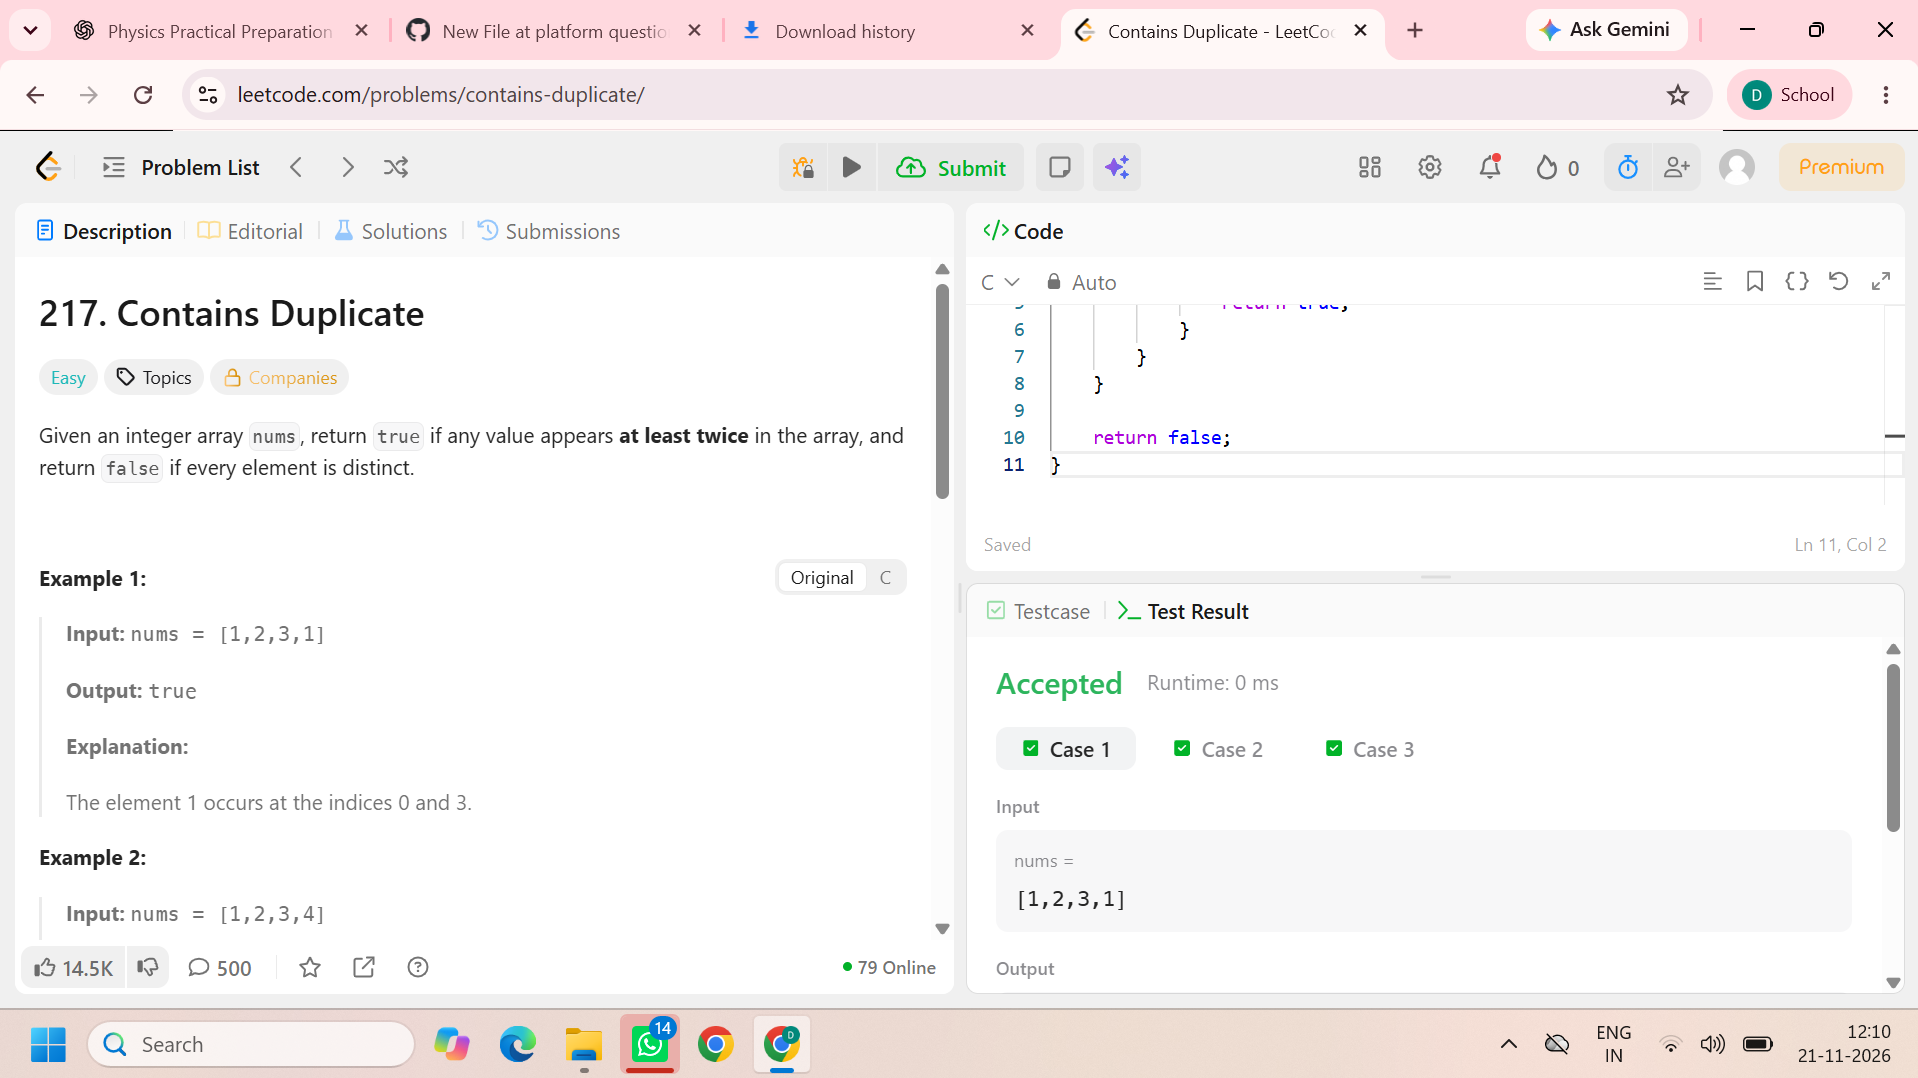 Physics Practical Preparation
New File at platform questio
Download history
Contains Duplicate - LeetCo
Ask Gemini
leetcode.com/problems/contains-duplicate/
D School
Problem List
Submit
0
Premium
Description
Editorial
Solutions
Submissions
217. Contains Duplicate
Easy
Topics
Companies
Given an integer array nums, return true if any value appears at least twice in the array, and
return false if every element is distinct.
Example 1:
Original C
Input: nums = [1,2,3,1]
Output: true
Explanation:
The element 1 occurs at the indices 0 and 3.
Example 2:
Input: nums = [1,2,3,4]
14.5K
500
79 Online
</> Code
C
Auto
5 return true;
6 }
7 }
8 }
9
10 return false;
11 }
Saved
Ln 11, Col 2
Testcase
>_ Test Result
Accepted Runtime: 0 ms
Case 1
Case 2
Case 3
Input
nums =
[1,2,3,1]
Output
Search
14
D
ENG
IN
12:10
21-11-2026